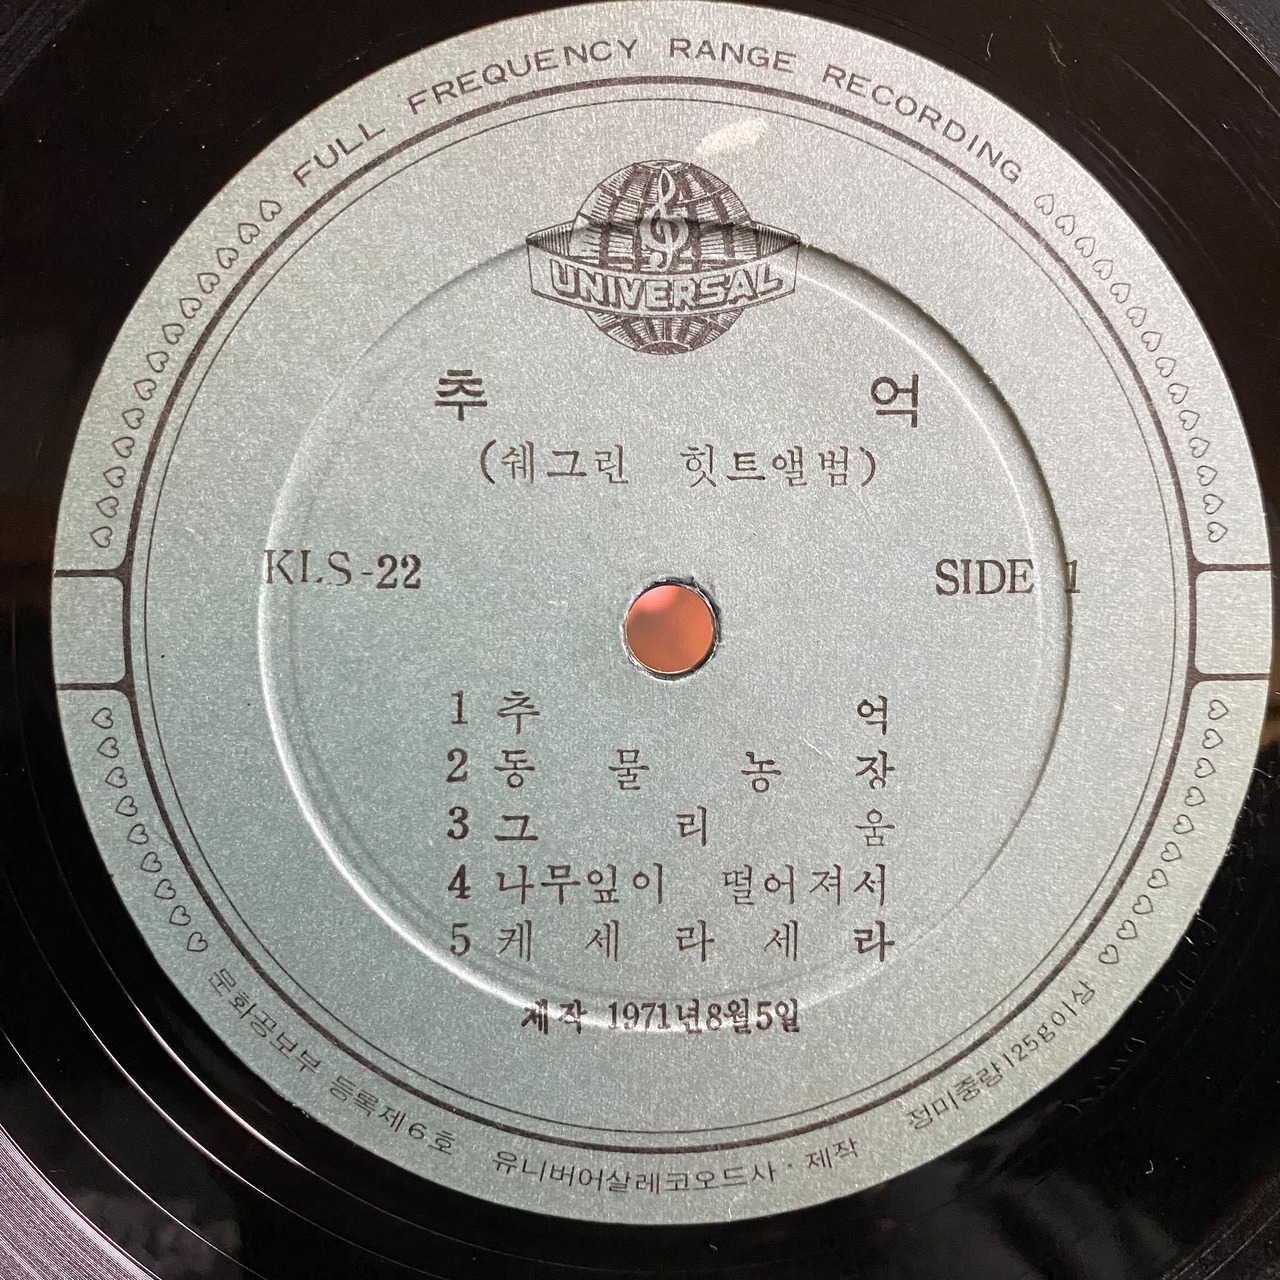 FULL FREQUENCY RANGE RECORDING
UNIVERSAL
추 억
(쉐그린 힛트앨범)
KLS-22
SIDE 1
1 추 억
2 동 물 농 장
3 그 리 움
4 나무잎이 떨어져서
5 케 세 라 세 라
제작 1971년8월5일
문화공보부 등록제6호 유니버어살레코오드사·제작 정미중량125g이상